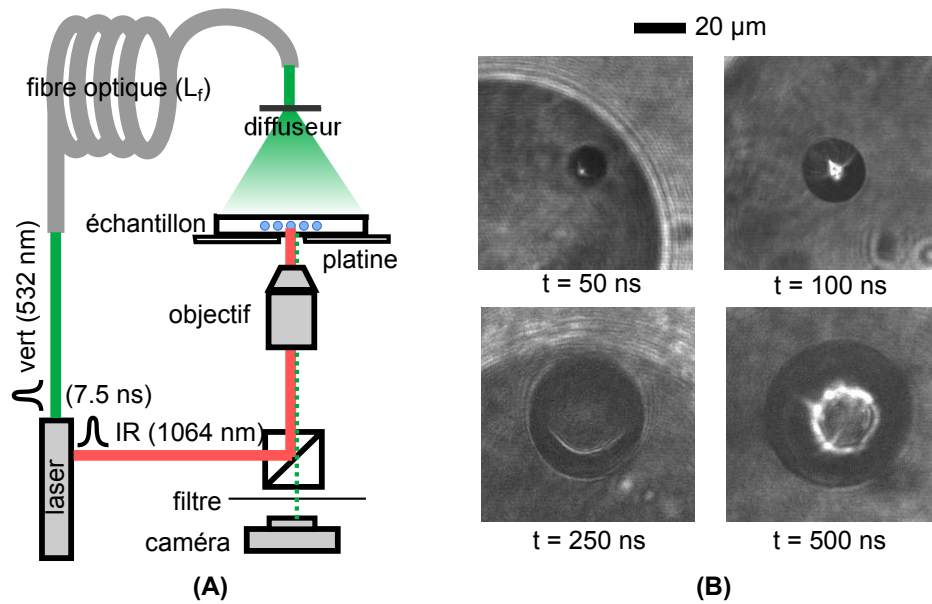 fibre optique (Lf)
diffuseur
échantillon
platine
objectif
vert (532 nm)
(7.5 ns)
IR (1064 nm)
laser
filtre
caméra
(A)
20 µm
t = 50 ns
t = 100 ns
t = 250 ns
t = 500 ns
(B)